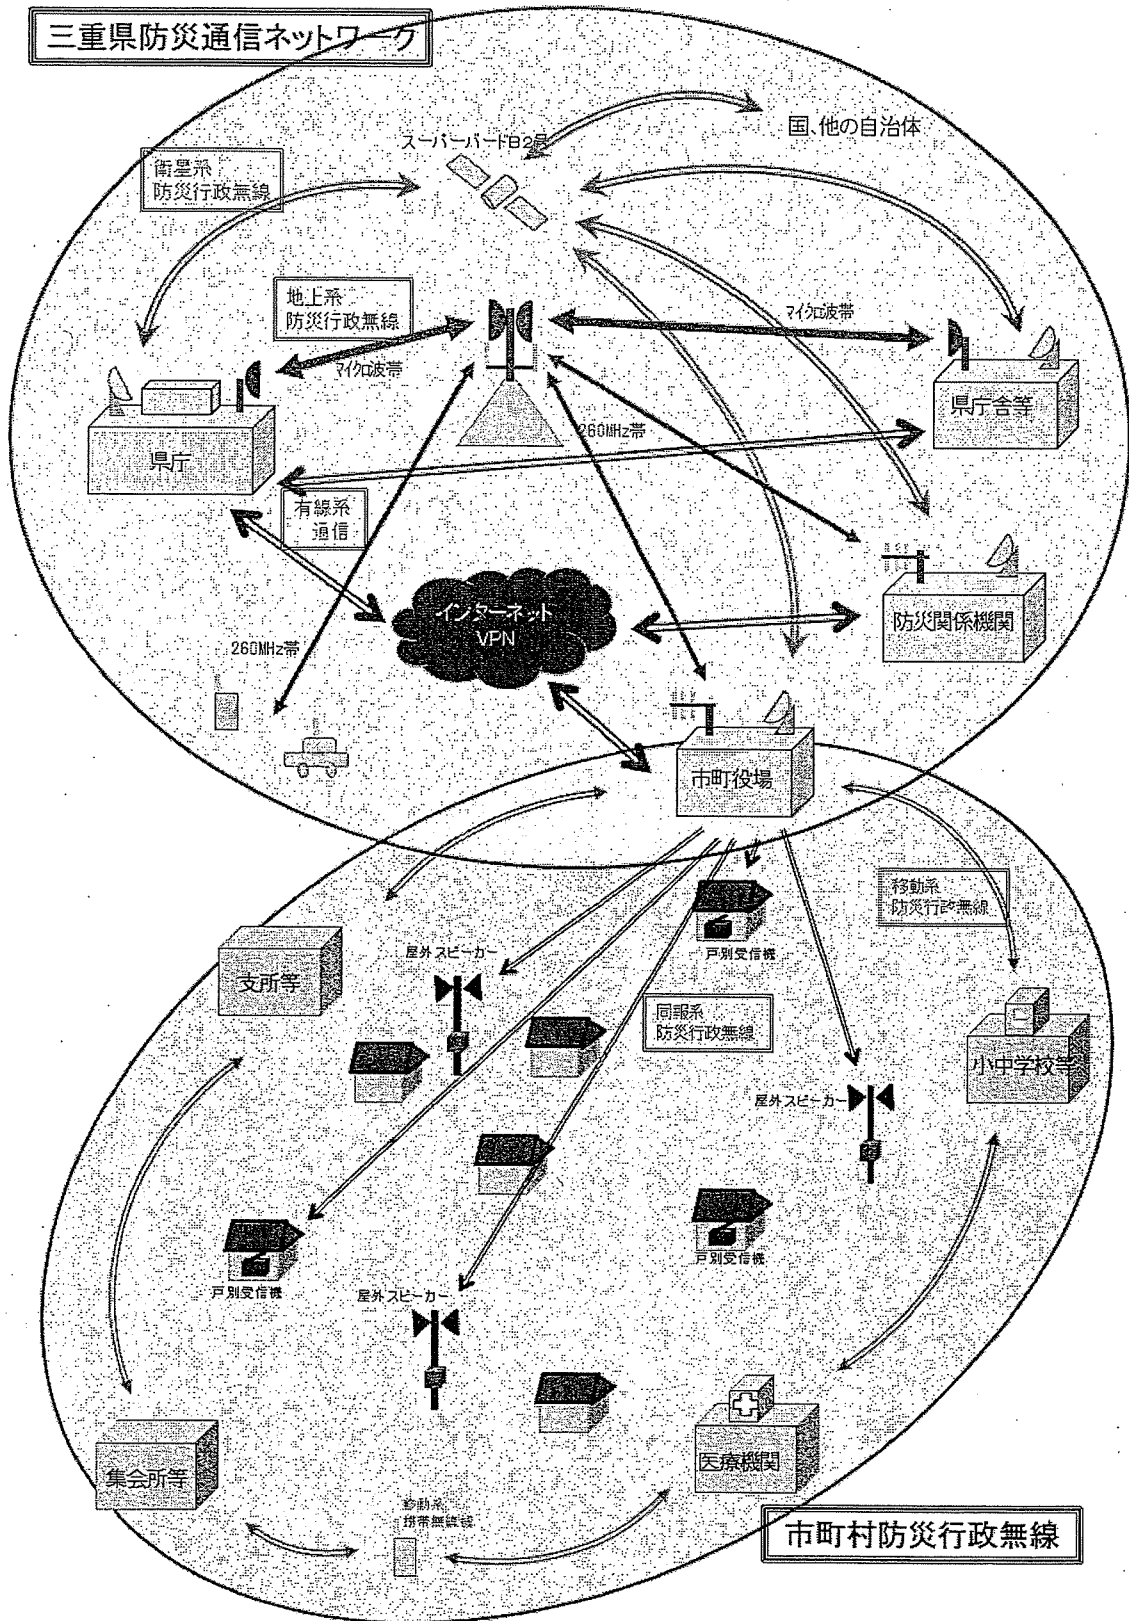 三重県防災通信ネットワーク
国、他の自治体
スーパーバードB2号
衛星系
防災行政無線
地上系
防災行政無線
マイクロ波帯
マイクロ波帯
県庁舎等
260MHz帯
県庁
有線系
通信
インターネット
VPN
防災関係機関
260MHz帯
市町役場
移動系
防災行政無線
屋外スピーカー
戸別受信機
支所等
同報系
防災行政無線
小中学校等
屋外スピーカー
戸別受信機
戸別受信機
屋外スピーカー
医療機関
集会所等
移動系
携帯無線機
市町村防災行政無線